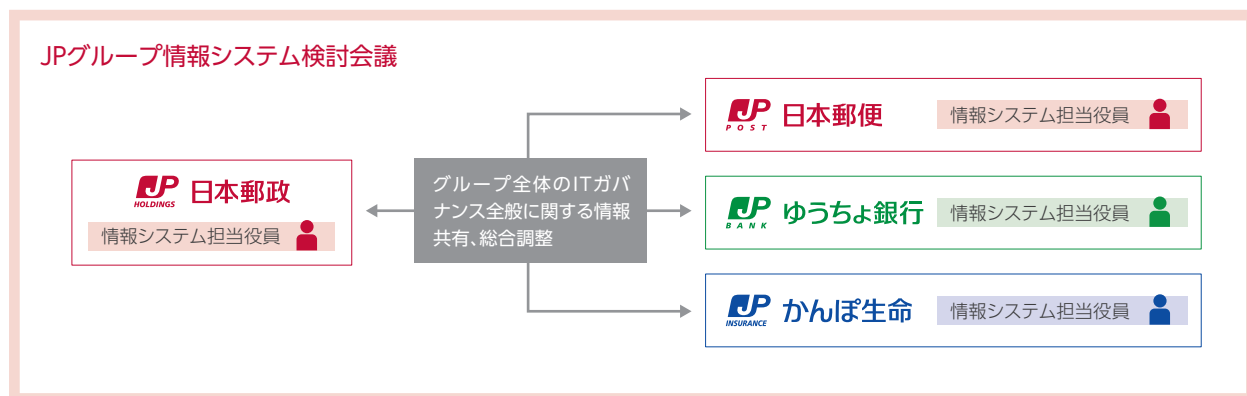 JPグループ情報システム検討会議
JP
HOLDINGS
日本郵政
情報システム担当役員
グループ全体のITガバ
ナンス全般に関する情報
共有、総合調整
JP
POST
日本郵便
情報システム担当役員
JP
BANK
ゆうちょ銀行
情報システム担当役員
JP
INSURANCE
かんぽ生命
情報システム担当役員